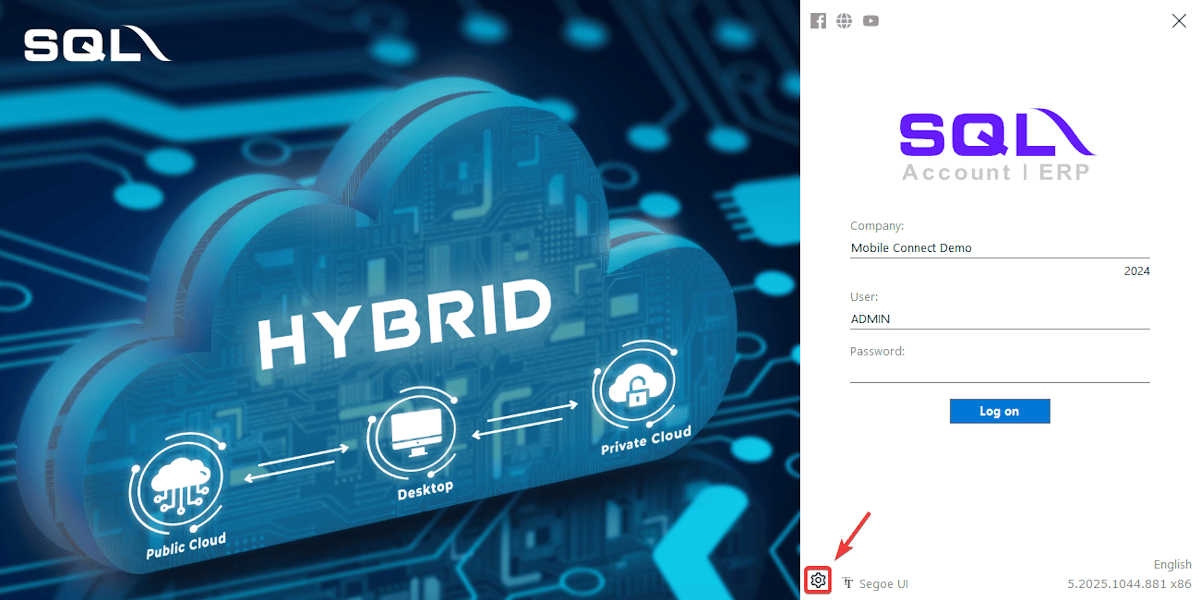 SQL
HYBRID
Public Cloud
Desktop
Private Cloud
SQL
Account | ERP
Company:
Mobile Connect Demo
2024
User:
ADMIN
Password:
Log on
English
Segoe UI
5.2025.1044.881 x86